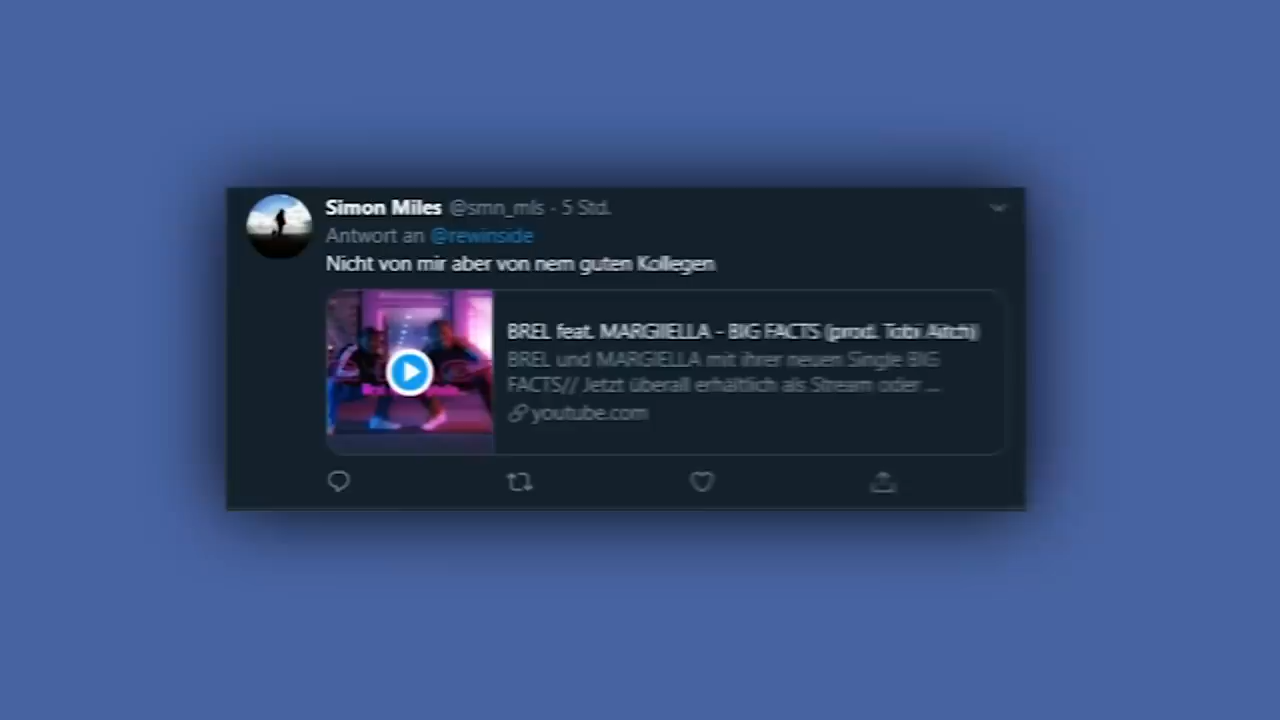 Simon Miles @smn_mls · 5 Std.
Antwort an @rewinside
Nicht von mir aber von nem guten Kollegen
BREL feat. MARGIIELLA - BIG FACTS (prod. Tobi Aitch)
BREL und MARGIELLA mit ihrer neuen Single BIG
FACTS// Jetzt überall erhältlich als Stream oder ...
youtube.com